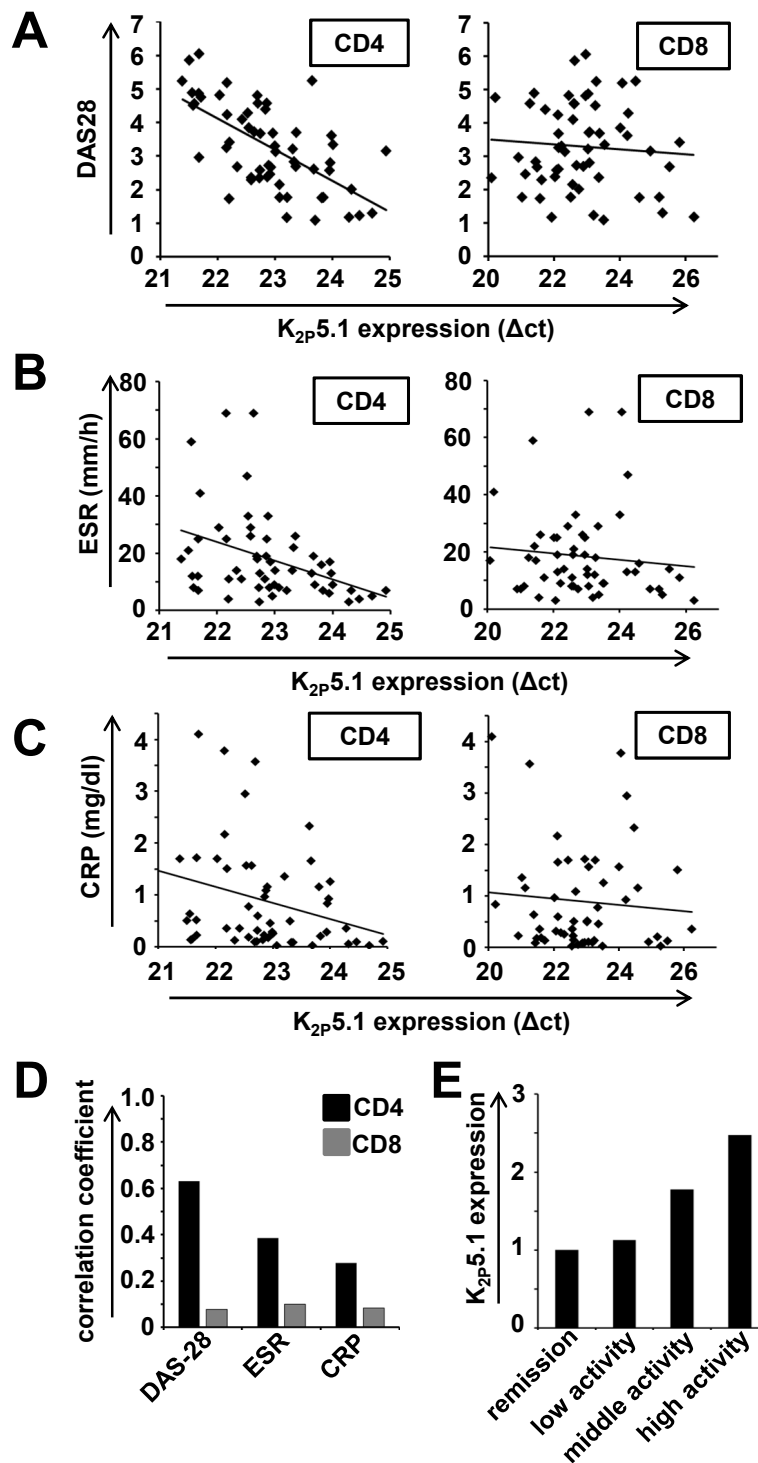 A
DAS28
7
6
5
4
3
2
1
0
21 22 23 24 25
CD4
7
6
5
4
3
2
1
0
20 22 24 26
CD8
K2P5.1 expression (Δct)
B
ESR (mm/h)
80
60
40
20
0
21 22 23 24 25
CD4
80
60
40
20
0
20 22 24 26
CD8
K2P5.1 expression (Δct)
C
CRP (mg/dl)
4
3
2
1
0
21 22 23 24 25
CD4
4
3
2
1
0
20 22 24 26
CD8
K2P5.1 expression (Δct)
D
correlation coefficient
1.0
0.8
0.6
0.4
0.2
0
CD4
CD8
DAS-28
ESR
CRP
E
K2P5.1 expression
3
2
1
0
remission
low activity
middle activity
high activity